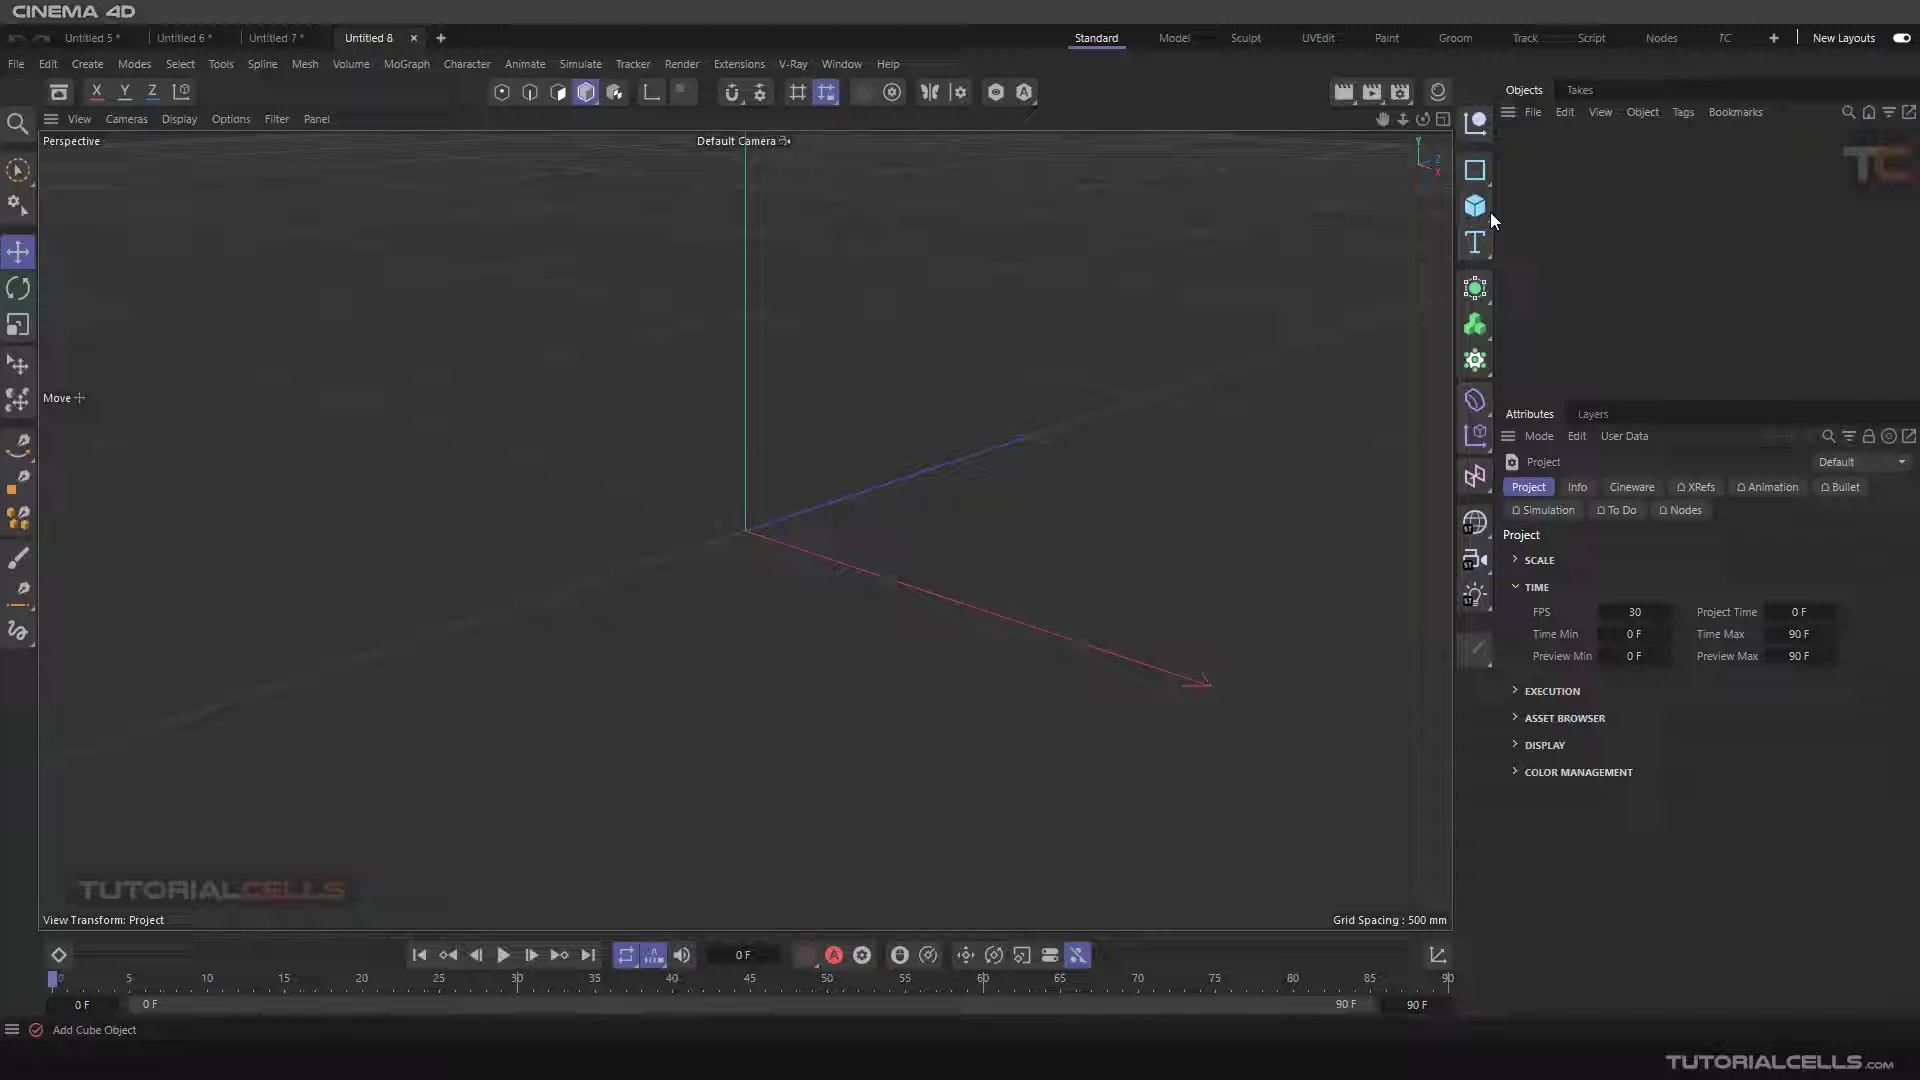 CINEMA 4D
Untitled 5 * Untitled 6 * Untitled 7 * Untitled 8 × + Standard Model Sculpt UVEdit Paint Groom Track Script Nodes TC + New Layouts
File Edit Create Modes Select Tools Spline Mesh Volume MoGraph Character Animate Simulate Tracker Render Extensions V-Ray Window Help
X Y Z
Objects Takes
View Cameras Display Options Filter Panel
File Edit View Object Tags Bookmarks
Perspective Default Camera
Y
Z
X
TC
Move
Attributes Layers
Mode Edit User Data
Project Default
Project Info Cineware XRefs Animation Bullet
Simulation To Do Nodes
Project
SCALE
TIME
FPS 30 Project Time 0 F
Time Min 0 F Time Max 90 F
Preview Min 0 F Preview Max 90 F
EXECUTION
ASSET BROWSER
DISPLAY
COLOR MANAGEMENT
TUTORIALCELLS
View Transform: Project Grid Spacing : 500 mm
0 F
0 5 10 15 20 25 30 35 40 45 50 55 60 65 70 75 80 85 90
0 F 0 F 90 F 90 F
Add Cube Object
TUTORIALCELLS.COM